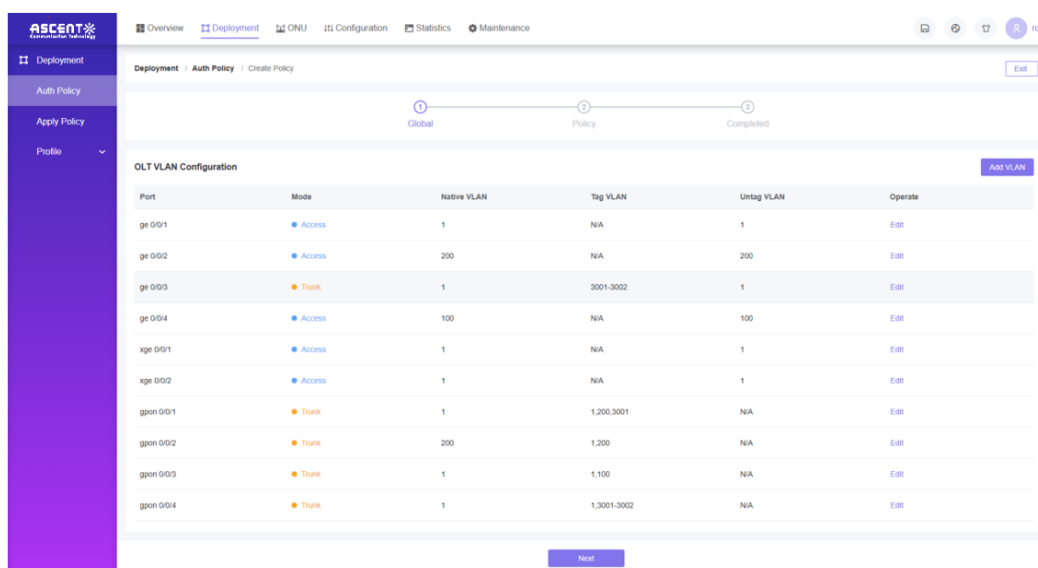 ASCENT
Communication Technology
Overview Deployment ONU Configuration Statistics Maintenance
Deployment
Auth Policy
Apply Policy
Profile
Deployment / Auth Policy / Create Policy
Exit
1 2 3
Global Policy Completed
OLT VLAN Configuration
Add VLAN
Port Mode Native VLAN Tag VLAN Untag VLAN Operate
ge 0/0/1 Access 1 N/A 1 Edit
ge 0/0/2 Access 200 N/A 200 Edit
ge 0/0/3 Trunk 1 3001-3002 1 Edit
ge 0/0/4 Access 100 N/A 100 Edit
xge 0/0/1 Access 1 N/A 1 Edit
xge 0/0/2 Access 1 N/A 1 Edit
gpon 0/0/1 Trunk 1 1,200,3001 N/A Edit
gpon 0/0/2 Trunk 200 1,200 N/A Edit
gpon 0/0/3 Trunk 1 1,100 N/A Edit
gpon 0/0/4 Trunk 1 1,3001-3002 N/A Edit
Next